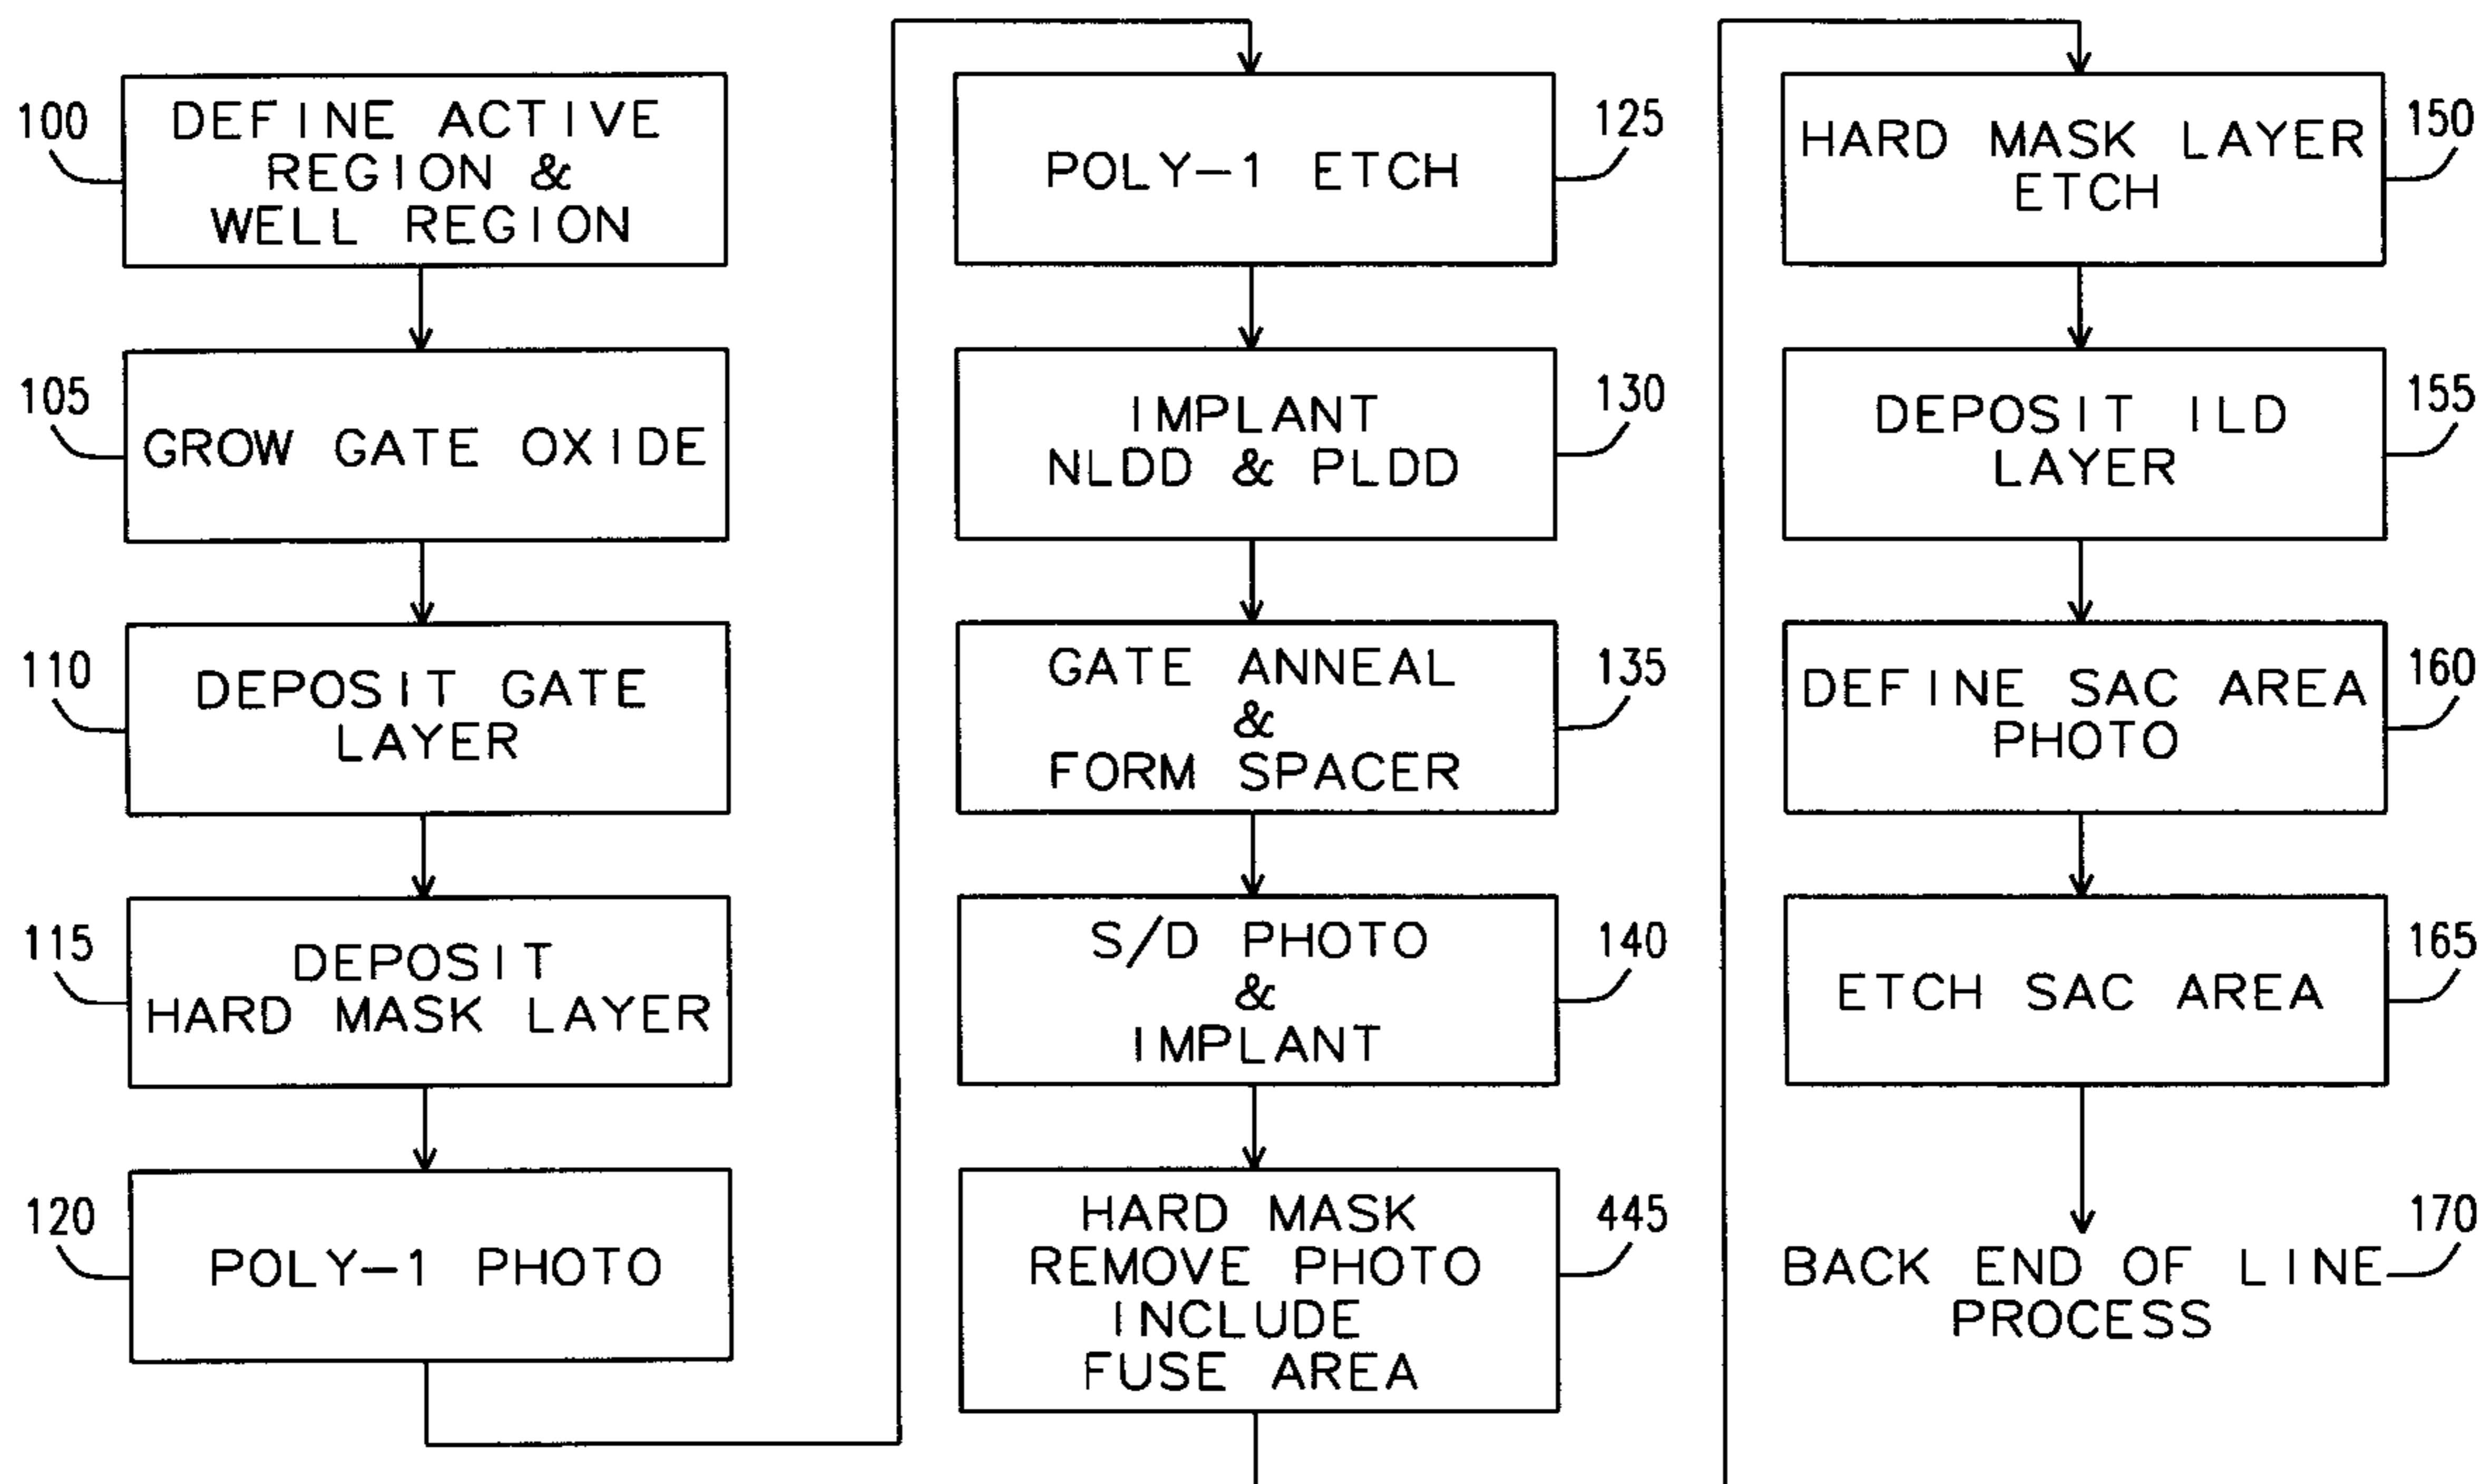 100
DEFINE ACTIVE
REGION &
WELL REGION
105
GROW GATE OXIDE
110
DEPOSIT GATE
LAYER
115
DEPOSIT
HARD MASK LAYER
120
POLY-1 PHOTO
125
POLY-1 ETCH
130
IMPLANT
NLDD & PLDD
135
GATE ANNEAL
&
FORM SPACER
140
S/D PHOTO
&
IMPLANT
445
HARD MASK
REMOVE PHOTO
INCLUDE
FUSE AREA
150
HARD MASK LAYER
ETCH
155
DEPOSIT ILD
LAYER
160
DEFINE SAC AREA
PHOTO
165
ETCH SAC AREA
170
BACK END OF LINE
PROCESS